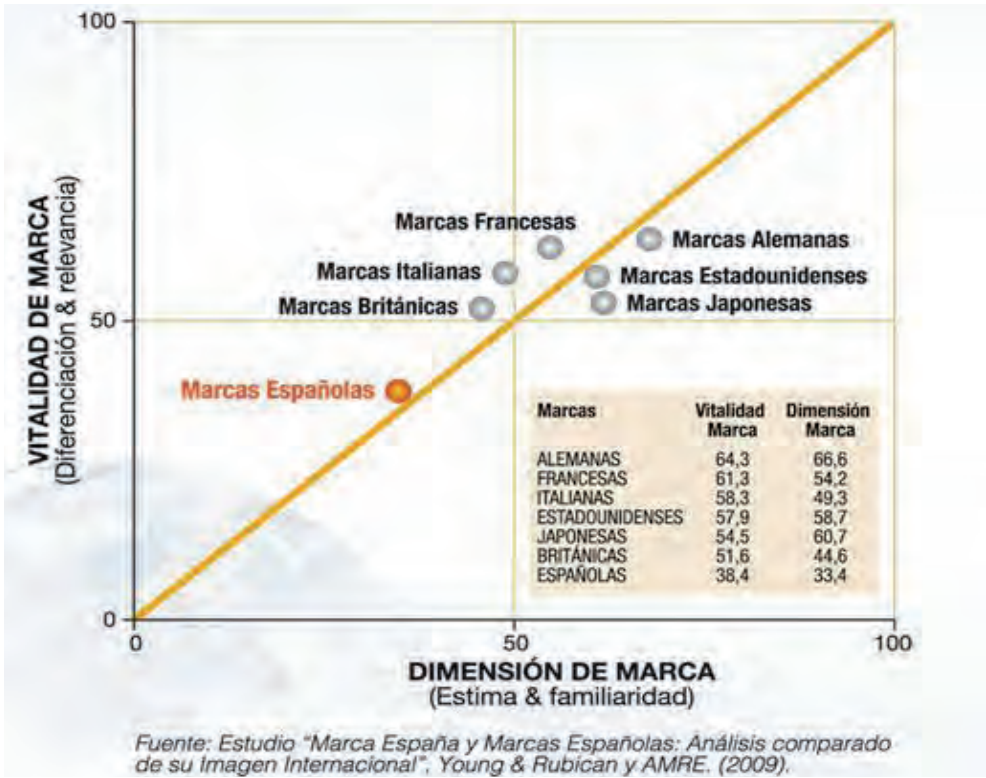 100
VITALIDAD DE MARCA
(Diferenciación & relevancia)
Marcas Francesas
Marcas Alemanas
Marcas Italianas
Marcas Estadounidenses
Marcas Británicas
Marcas Japonesas
50
Marcas Españolas
Marcas Vitalidad Marca Dimensión Marca
ALEMANAS 64,3 66,6
FRANCESAS 61,3 54,2
ITALIANAS 58,3 49,3
ESTADOUNIDENSES 57,9 58,7
JAPONESAS 54,5 60,7
BRITÁNICAS 51,6 44,6
ESPAÑOLAS 38,4 33,4
0
0 50 100
DIMENSIÓN DE MARCA
(Estima & familiaridad)
Fuente: Estudio "Marca España y Marcas Españolas: Análisis comparado
de su Imagen Internacional". Young & Rubican y AMRE. (2009).